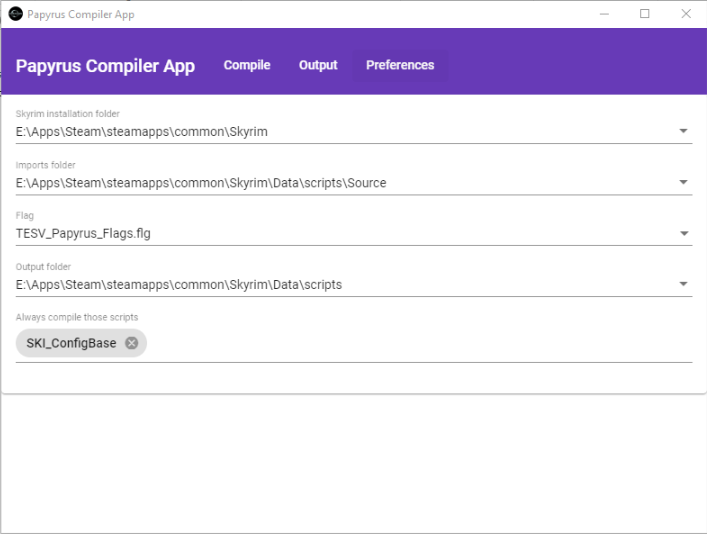 Papyrus Compiler App
Papyrus Compiler App Compile Output Preferences
Skyrim installation folder
E:\Apps\Steam\steamapps\common\Skyrim
Imports folder
E:\Apps\Steam\steamapps\common\Skyrim\Data\scripts\Source
Flag
TESV_Papyrus_Flags.flg
Output folder
E:\Apps\Steam\steamapps\common\Skyrim\Data\scripts
Always compile those scripts
SKI_ConfigBase